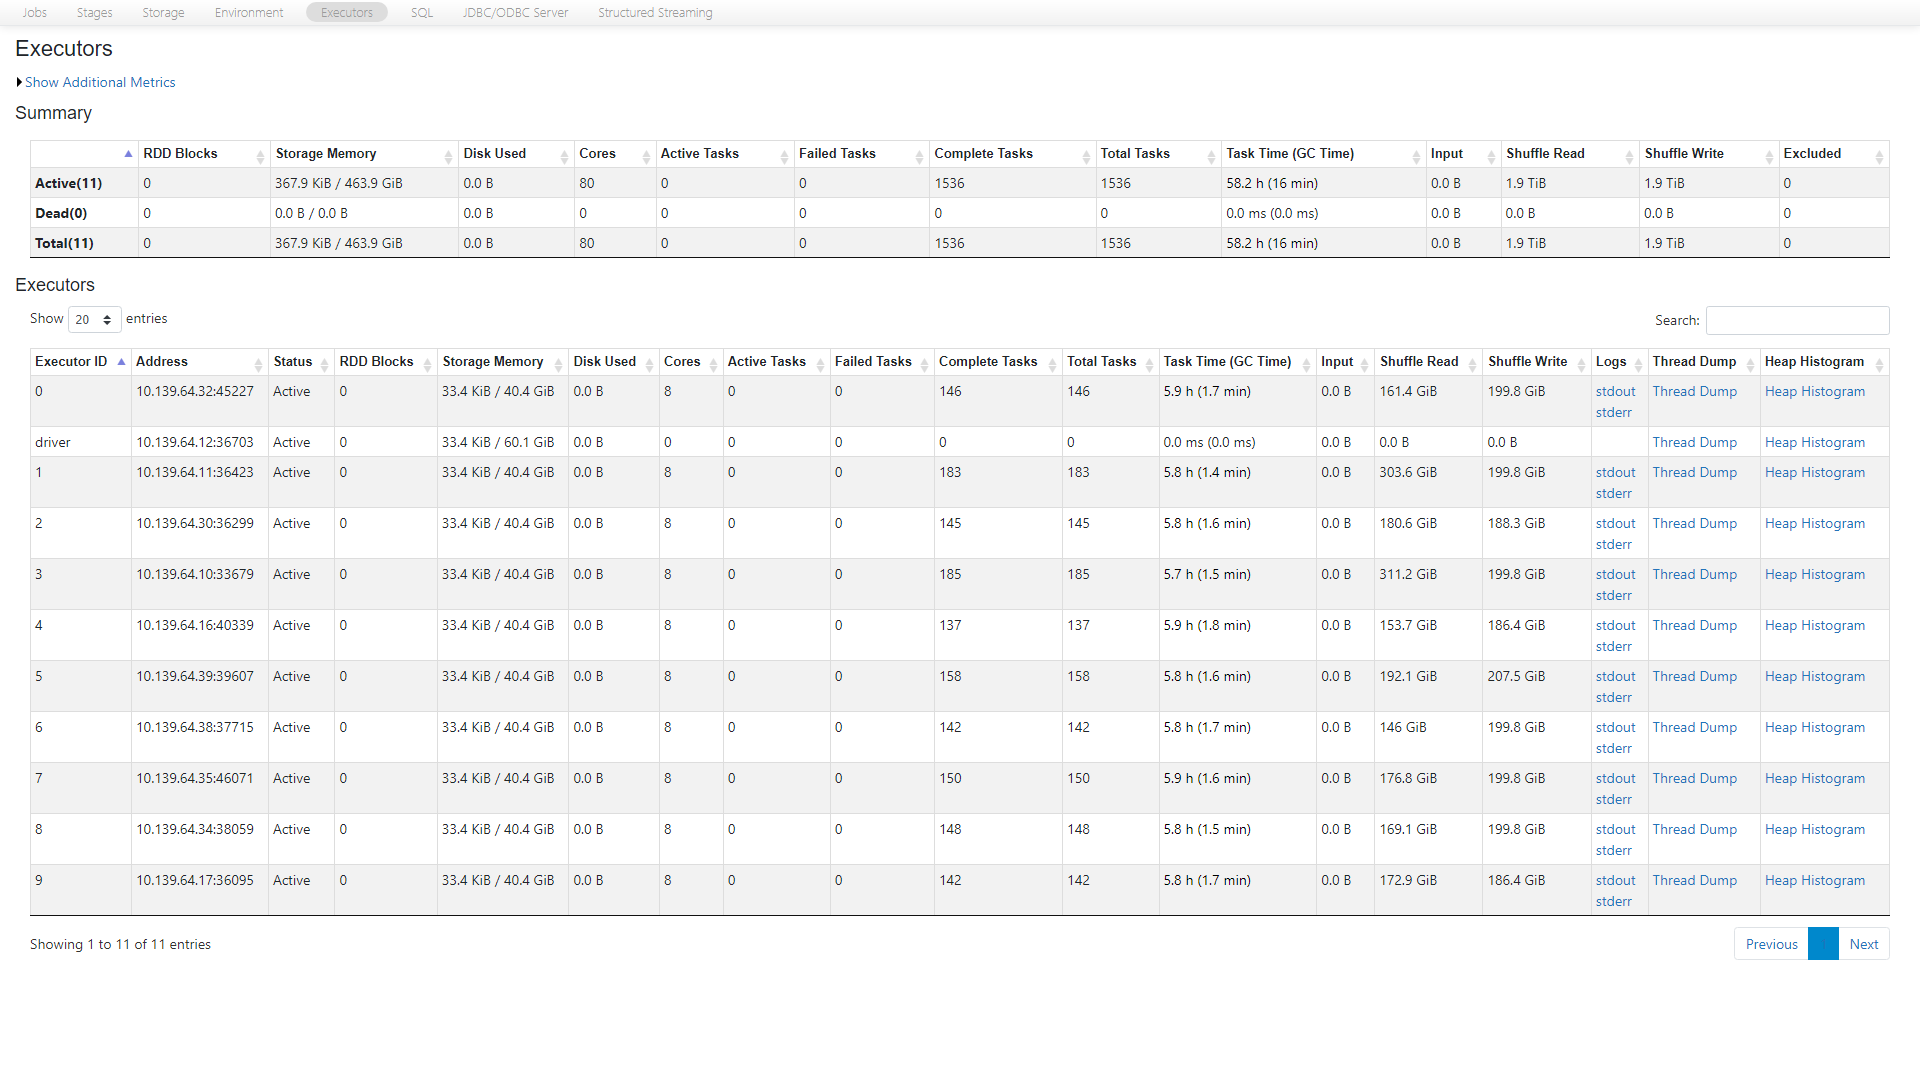 Jobs Stages Storage Environment Executors SQL JDBC/ODBC Server Structured Streaming
Executors
Show Additional Metrics
Summary
RDD Blocks Storage Memory Disk Used Cores Active Tasks Failed Tasks Complete Tasks Total Tasks Task Time (GC Time) Input Shuffle Read Shuffle Write Excluded
Active(11) 0 367.9 KiB / 463.9 GiB 0.0 B 80 0 0 1536 1536 58.2 h (16 min) 0.0 B 1.9 TiB 1.9 TiB 0
Dead(0) 0 0.0 B / 0.0 B 0.0 B 0 0 0 0 0 0.0 ms (0.0 ms) 0.0 B 0.0 B 0.0 B 0
Total(11) 0 367.9 KiB / 463.9 GiB 0.0 B 80 0 0 1536 1536 58.2 h (16 min) 0.0 B 1.9 TiB 1.9 TiB 0
Executors
Show 20 entries Search:
Executor ID Address Status RDD Blocks Storage Memory Disk Used Cores Active Tasks Failed Tasks Complete Tasks Total Tasks Task Time (GC Time) Input Shuffle Read Shuffle Write Logs Thread Dump Heap Histogram
0 10.139.64.32:45227 Active 0 33.4 KiB / 40.4 GiB 0.0 B 8 0 0 146 146 5.9 h (1.7 min) 0.0 B 161.4 GiB 199.8 GiB stdout Thread Dump Heap Histogram
stderr
driver 10.139.64.12:36703 Active 0 33.4 KiB / 60.1 GiB 0.0 B 0 0 0 0 0 0.0 ms (0.0 ms) 0.0 B 0.0 B 0.0 B Thread Dump Heap Histogram
1 10.139.64.11:36423 Active 0 33.4 KiB / 40.4 GiB 0.0 B 8 0 0 183 183 5.8 h (1.4 min) 0.0 B 303.6 GiB 199.8 GiB stdout Thread Dump Heap Histogram
stderr
2 10.139.64.30:36299 Active 0 33.4 KiB / 40.4 GiB 0.0 B 8 0 0 145 145 5.8 h (1.6 min) 0.0 B 180.6 GiB 188.3 GiB stdout Thread Dump Heap Histogram
stderr
3 10.139.64.10:33679 Active 0 33.4 KiB / 40.4 GiB 0.0 B 8 0 0 185 185 5.7 h (1.5 min) 0.0 B 311.2 GiB 199.8 GiB stdout Thread Dump Heap Histogram
stderr
4 10.139.64.16:40339 Active 0 33.4 KiB / 40.4 GiB 0.0 B 8 0 0 137 137 5.9 h (1.8 min) 0.0 B 153.7 GiB 186.4 GiB stdout Thread Dump Heap Histogram
stderr
5 10.139.64.39:39607 Active 0 33.4 KiB / 40.4 GiB 0.0 B 8 0 0 158 158 5.8 h (1.6 min) 0.0 B 192.1 GiB 207.5 GiB stdout Thread Dump Heap Histogram
stderr
6 10.139.64.38:37715 Active 0 33.4 KiB / 40.4 GiB 0.0 B 8 0 0 142 142 5.8 h (1.7 min) 0.0 B 146 GiB 199.8 GiB stdout Thread Dump Heap Histogram
stderr
7 10.139.64.35:46071 Active 0 33.4 KiB / 40.4 GiB 0.0 B 8 0 0 150 150 5.9 h (1.6 min) 0.0 B 176.8 GiB 199.8 GiB stdout Thread Dump Heap Histogram
stderr
8 10.139.64.34:38059 Active 0 33.4 KiB / 40.4 GiB 0.0 B 8 0 0 148 148 5.8 h (1.5 min) 0.0 B 169.1 GiB 199.8 GiB stdout Thread Dump Heap Histogram
stderr
9 10.139.64.17:36095 Active 0 33.4 KiB / 40.4 GiB 0.0 B 8 0 0 142 142 5.8 h (1.7 min) 0.0 B 172.9 GiB 186.4 GiB stdout Thread Dump Heap Histogram
stderr
Showing 1 to 11 of 11 entries Previous Next